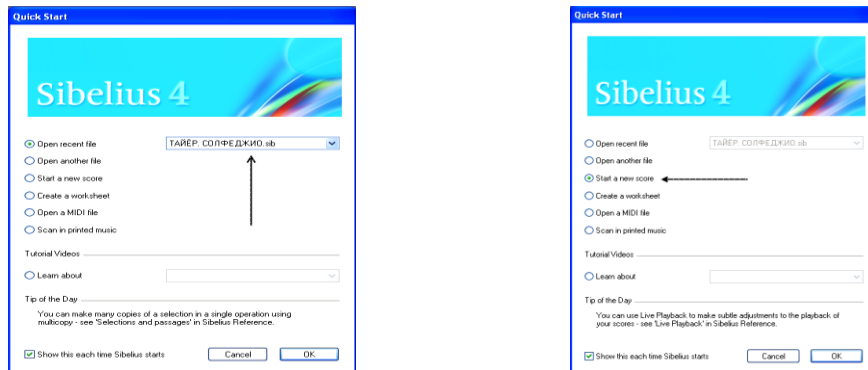 Quick Start
Sibelius 4
Open recent file
ТАЙЁР. СОЛФЕДЖИО.sib
Open another file
Start a new score
Create a worksheet
Open a MIDI file
Scan in printed music
Tutorial Videos
Learn about
Tip of the Day
You can make many copies of a selection in a single operation using
multicopy - see 'Selections and passages' in Sibelius Reference.
Show this each time Sibelius starts
Cancel
OK
Quick Start
Sibelius 4
Open recent file
ТАЙЁР. СОЛФЕДЖИО.sib
Open another file
Start a new score
Create a worksheet
Open a MIDI file
Scan in printed music
Tutorial Videos
Learn about
Tip of the Day
You can use Live Playback to make subtle adjustments to the playback of
your scores - see 'Live Playback' in Sibelius Reference.
Show this each time Sibelius starts
Cancel
OK